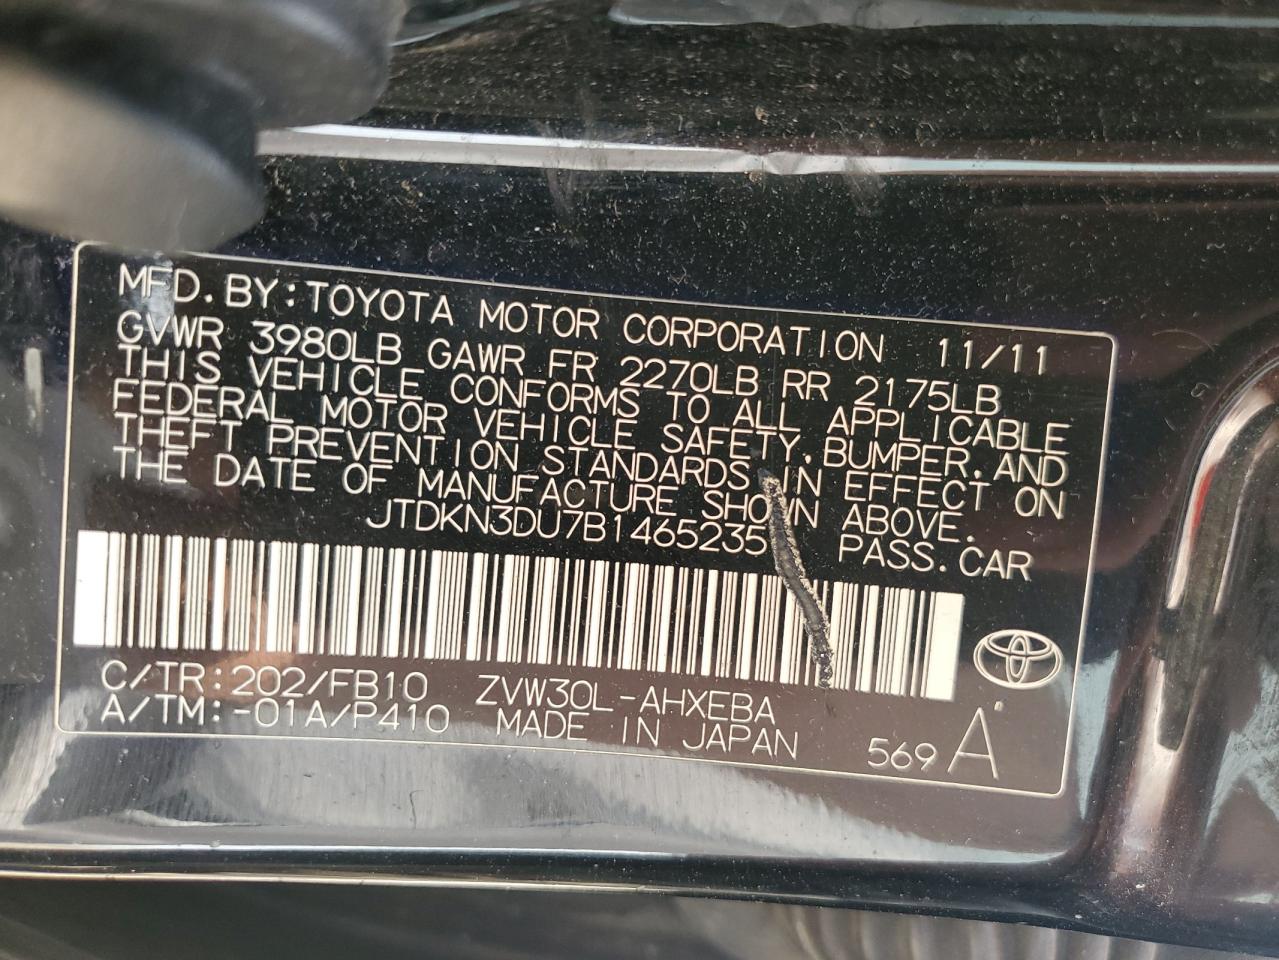 MFD.BY:TOYOTA MOTOR CORPORATION 11/11
GVWR 3980LB GAWR FR 2270LB RR 2175LB
THIS VEHICLE CONFORMS TO ALL APPLICABLE
FEDERAL MOTOR VEHICLE SAFETY,BUMPER,AND
THEFT PREVENTION STANDARDS IN EFFECT ON
THE DATE OF MANUFACTURE SHOWN ABOVE.
JTDKN3DU7B1465235 PASS.CAR
C/TR:202/FB10 ZVW30L-AHXEBA
A/TM:-01A/P410 MADE IN JAPAN 569 A